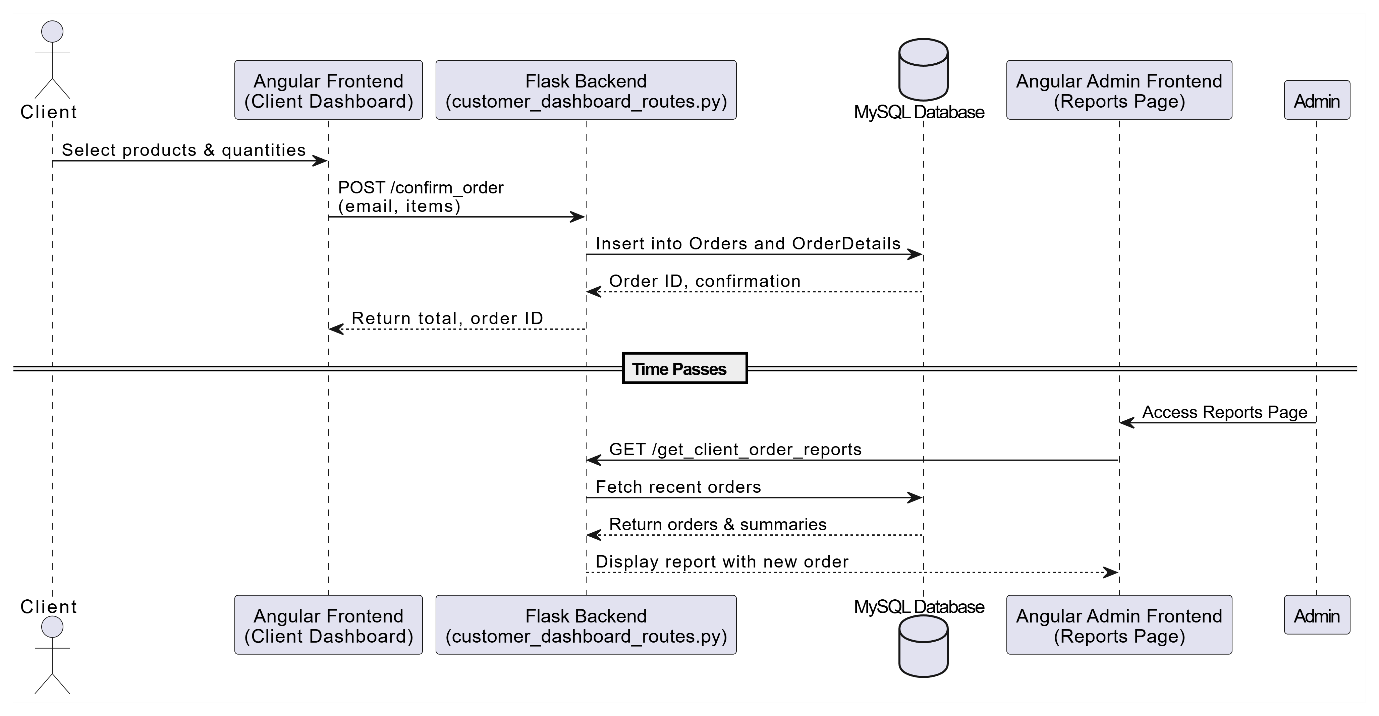 Client
Angular Frontend
(Client Dashboard)
Flask Backend
(customer_dashboard_routes.py)
MySQL Database
Angular Admin Frontend
(Reports Page)
Admin
Select products & quantities
POST /confirm_order
(email, items)
Insert into Orders and OrderDetails
Order ID, confirmation
Return total, order ID
Time Passes
Access Reports Page
GET /get_client_order_reports
Fetch recent orders
Return orders & summaries
Display report with new order
Client
Angular Frontend
(Client Dashboard)
Flask Backend
(customer_dashboard_routes.py)
MySQL Database
Angular Admin Frontend
(Reports Page)
Admin